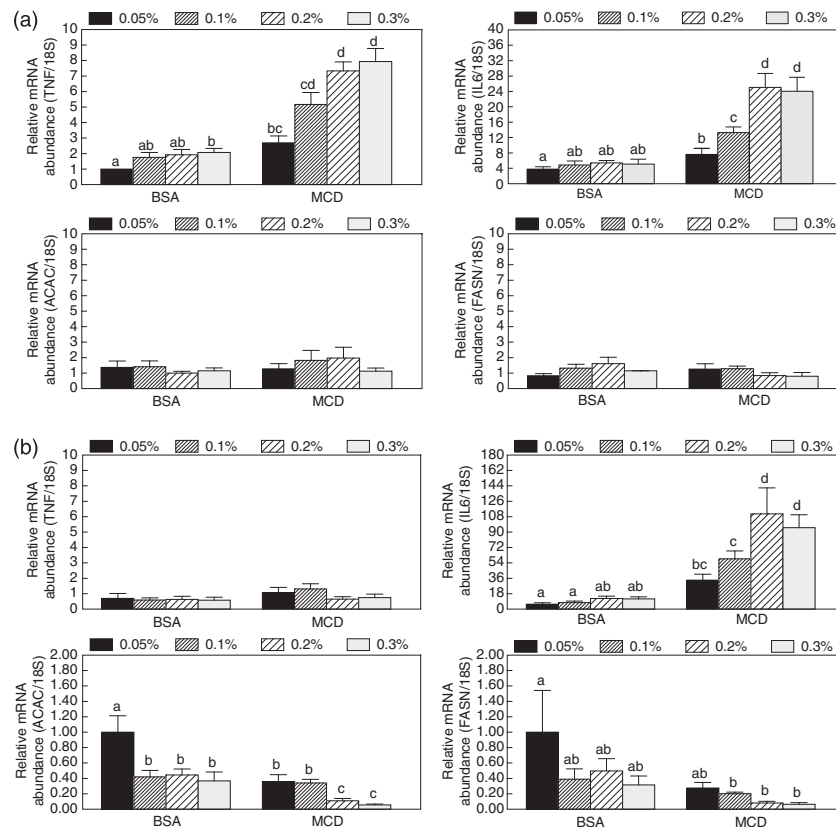 (a)
0.05% 0.1% 0.2% 0.3%
Relative mRNA
abundance (TNF/18S)
10
9
8
7
6
5
4
3
2
1
0
a ab ab b bc cd d d
BSA MCD
0.05% 0.1% 0.2% 0.3%
Relative mRNA
abundance (IL6/18S)
40
36
32
28
24
20
16
12
8
4
0
a ab ab ab b c d d
BSA MCD
0.05% 0.1% 0.2% 0.3%
Relative mRNA
abundance (ACAC/18S)
10
9
8
7
6
5
4
3
2
1
0
BSA MCD
0.05% 0.1% 0.2% 0.3%
Relative mRNA
abundance (FASN/18S)
10
9
8
7
6
5
4
3
2
1
0
BSA MCD
(b)
0.05% 0.1% 0.2% 0.3%
Relative mRNA
abundance (TNF/18S)
10
9
8
7
6
5
4
3
2
1
0
BSA MCD
0.05% 0.1% 0.2% 0.3%
Relative mRNA
abundance (IL6/18S)
180
162
144
126
108
90
72
54
36
18
0
a a ab ab bc c d d
BSA MCD
0.05% 0.1% 0.2% 0.3%
Relative mRNA
abundance (ACAC/18S)
2.00
1.80
1.60
1.40
1.20
1.00
0.80
0.60
0.40
0.20
0.00
a b b b b b c c
BSA MCD
0.05% 0.1% 0.2% 0.3%
Relative mRNA
abundance (FASN/18S)
2.00
1.80
1.60
1.40
1.20
1.00
0.80
0.60
0.40
0.20
0.00
a ab ab ab ab b b b
BSA MCD